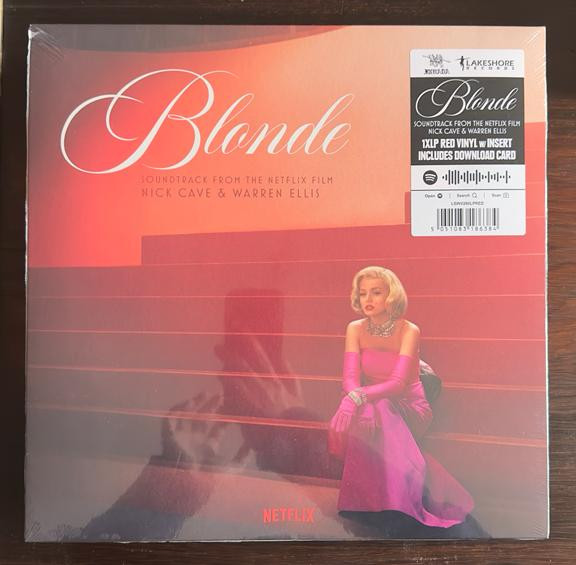 Blonde
SOUNDTRACK FROM THE NETFLIX FILM
NICK CAVE & WARREN ELLIS
NETFLIX
LAKESHORE
RECORDS
Blonde
SOUNDTRACK FROM THE NETFLIX FILM
NICK CAVE & WARREN ELLIS
1XLP RED VINYL W/ INSERT
INCLUDES DOWNLOAD CARD
Open
Search
Scan
5 051083 186384